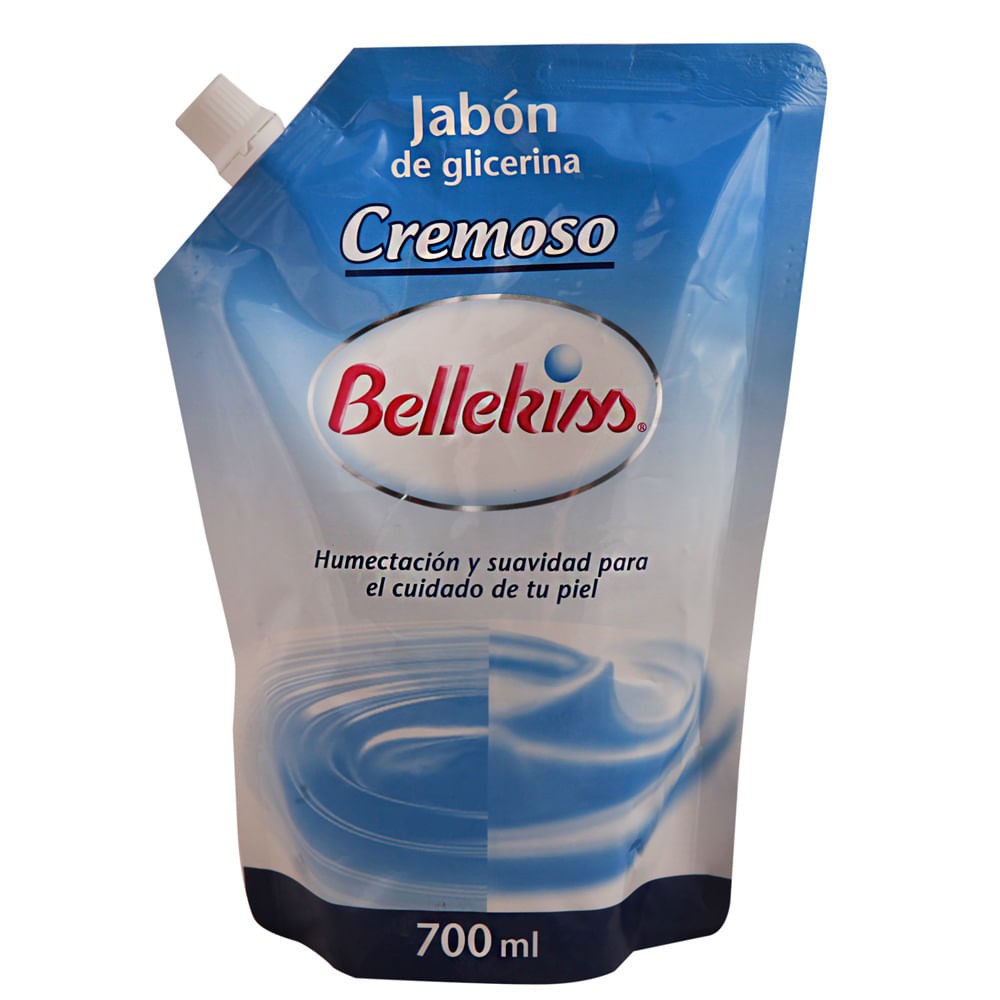 Jabón
de glicerina
Cremoso
Bellekiss®
Humectación y suavidad para
el cuidado de tu piel
700 ml